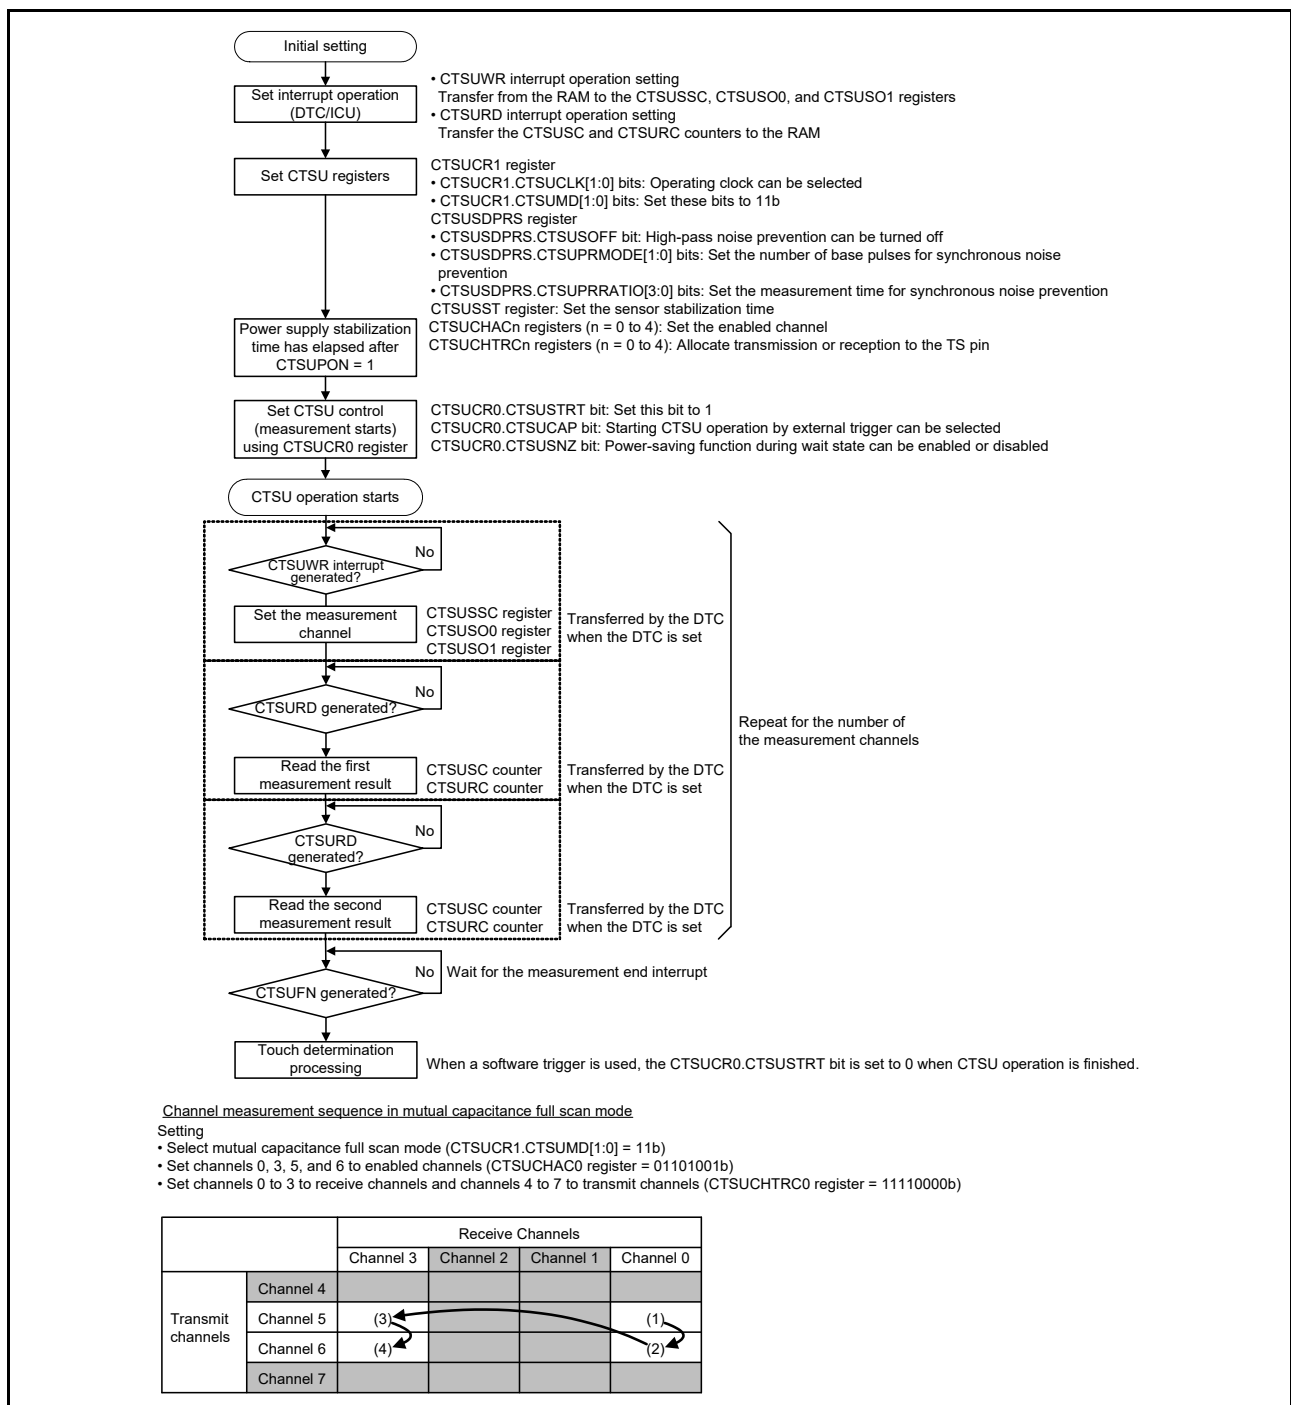 Initial setting
Set interrupt operation
(DTC/ICU)
• CTSUWR interrupt operation setting
Transfer from the RAM to the CTSUSSC, CTSUSO0, and CTSUSO1 registers
• CTSURD interrupt operation setting
Transfer the CTSUSC and CTSURC counters to the RAM
Set CTSU registers
CTSUCR1 register
• CTSUCR1.CTSUCLK[1:0] bits: Operating clock can be selected
• CTSUCR1.CTSUMD[1:0] bits: Set these bits to 11b
CTSUSDPRS register
• CTSUSDPRS.CTSUSOFF bit: High-pass noise prevention can be turned off
• CTSUSDPRS.CTSUPRMODE[1:0] bits: Set the number of base pulses for synchronous noise
prevention
• CTSUSDPRS.CTSUPRRATIO[3:0] bits: Set the measurement time for synchronous noise prevention
CTSUSST register: Set the sensor stabilization time
CTSUCHACn registers (n = 0 to 4): Set the enabled channel
CTSUCHTRCn registers (n = 0 to 4): Allocate transmission or reception to the TS pin
Power supply stabilization
time has elapsed after
CTSUPON = 1
Set CTSU control
(measurement starts)
using CTSUCR0 register
CTSUCR0.CTSUSTRT bit: Set this bit to 1
CTSUCR0.CTSUCAP bit: Starting CTSU operation by external trigger can be selected
CTSUCR0.CTSUSNZ bit: Power-saving function during wait state can be enabled or disabled
CTSU operation starts
No
CTSUWR interrupt
generated?
Set the measurement
channel
CTSUSSC register
CTSUSO0 register
CTSUSO1 register
Transferred by the DTC
when the DTC is set
No
CTSURD generated?
Repeat for the number of
the measurement channels
Read the first
measurement result
CTSUSC counter
CTSURC counter
Transferred by the DTC
when the DTC is set
No
CTSURD
generated?
Read the second
measurement result
CTSUSC counter
CTSURC counter
Transferred by the DTC
when the DTC is set
No
Wait for the measurement end interrupt
CTSUFN generated?
Touch determination
processing
When a software trigger is used, the CTSUCR0.CTSUSTRT bit is set to 0 when CTSU operation is finished.
Channel measurement sequence in mutual capacitance full scan mode
Setting
• Select mutual capacitance full scan mode (CTSUCR1.CTSUMD[1:0] = 11b)
• Set channels 0, 3, 5, and 6 to enabled channels (CTSUCHAC0 register = 01101001b)
• Set channels 0 to 3 to receive channels and channels 4 to 7 to transmit channels (CTSUCHTRC0 register = 11110000b)
Receive Channels
Channel 3 Channel 2 Channel 1 Channel 0
Transmit
channels
Channel 4
Channel 5 (3) (1)
Channel 6 (4) (2)
Channel 7